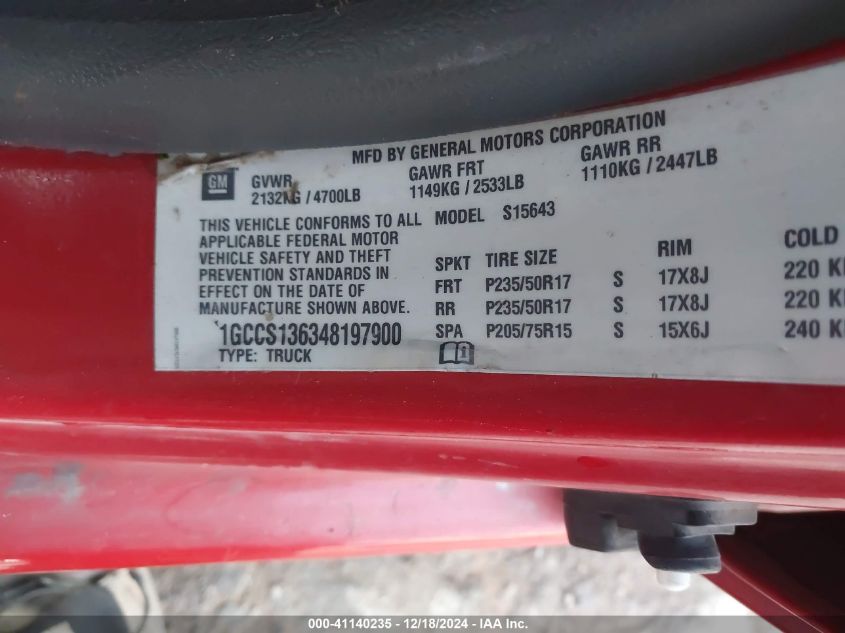 MFD BY GENERAL MOTORS CORPORATION
GM GVWR GAWR FRT GAWR RR
2132KG / 4700LB 1149KG / 2533LB 1110KG / 2447LB
THIS VEHICLE CONFORMS TO ALL
APPLICABLE FEDERAL MOTOR
VEHICLE SAFETY AND THEFT
PREVENTION STANDARDS IN
EFFECT ON THE DATE OF
MANUFACTURE SHOWN ABOVE.
1GCCS136348197900
TYPE: TRUCK
MODEL S15643
SPKT TIRE SIZE RIM COLD
FRT P235/50R17 S 17X8J 220
RR P235/50R17 S 17X8J 220
SPA P205/75R15 S 15X6J 240
000-41140235 - 12/18/2024 - IAA Inc.